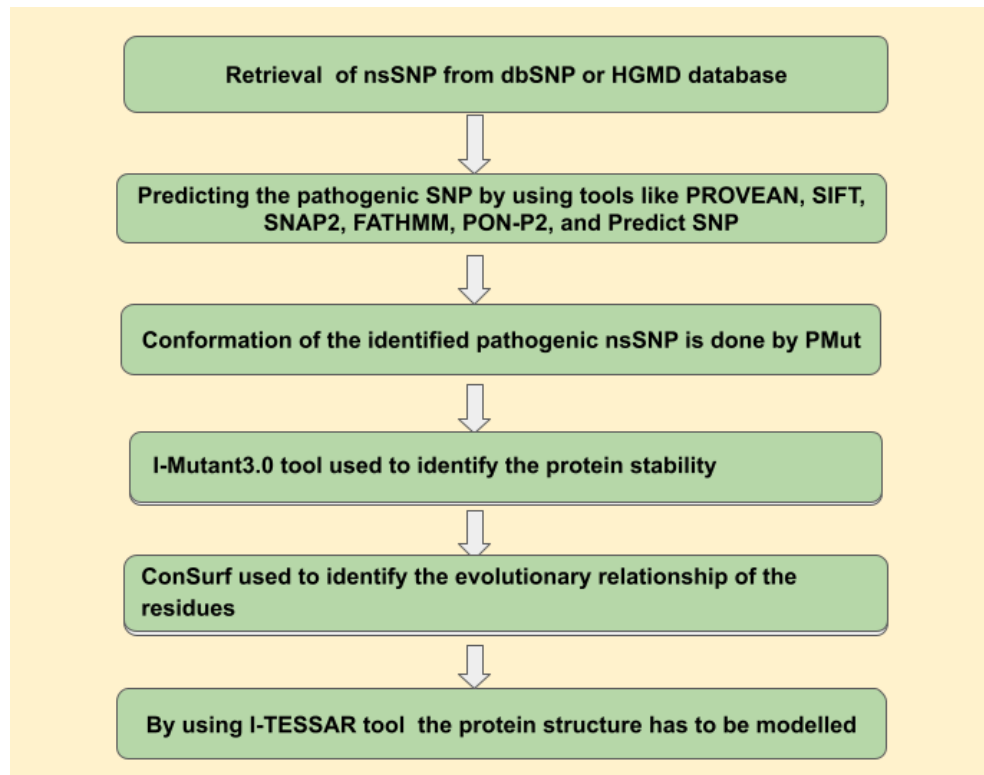 Retrieval of nsSNP from dbSNP or HGMD database
Predicting the pathogenic SNP by using tools like PROVEAN, SIFT,
SNAP2, FATHMM, PON-P2, and Predict SNP
Conformation of the identified pathogenic nsSNP is done by PMut
I-Mutant3.0 tool used to identify the protein stability
ConSurf used to identify the evolutionary relationship of the
residues
By using I-TESSAR tool the protein structure has to be modelled